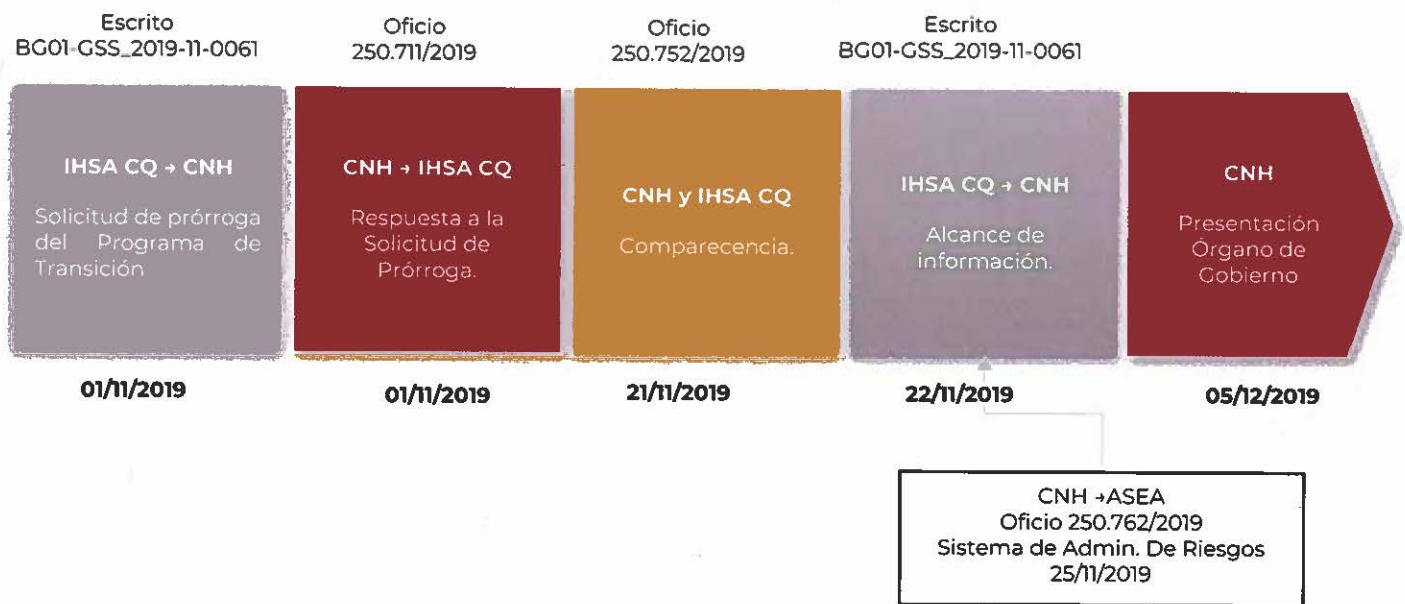 Escrito
BG01-GSS_2019-11-0061
Oficio
250.711/2019
Oficio
250.752/2019
Escrito
BG01-GSS_2019-11-0061
IHSA CQ → CNH
Solicitud de prórroga
del Programa de
Transición
CNH → IHSA CQ
Respuesta a la
Solicitud de
Prórroga.
CNH y IHSA CQ
Comparecencia.
IHSA CQ → CNH
Alcance de
información.
CNH
Presentación
Órgano de
Gobierno
01/11/2019
01/11/2019
21/11/2019
22/11/2019
05/12/2019
CNH →ASEA
Oficio 250.762/2019
Sistema de Admin. De Riesgos
25/11/2019